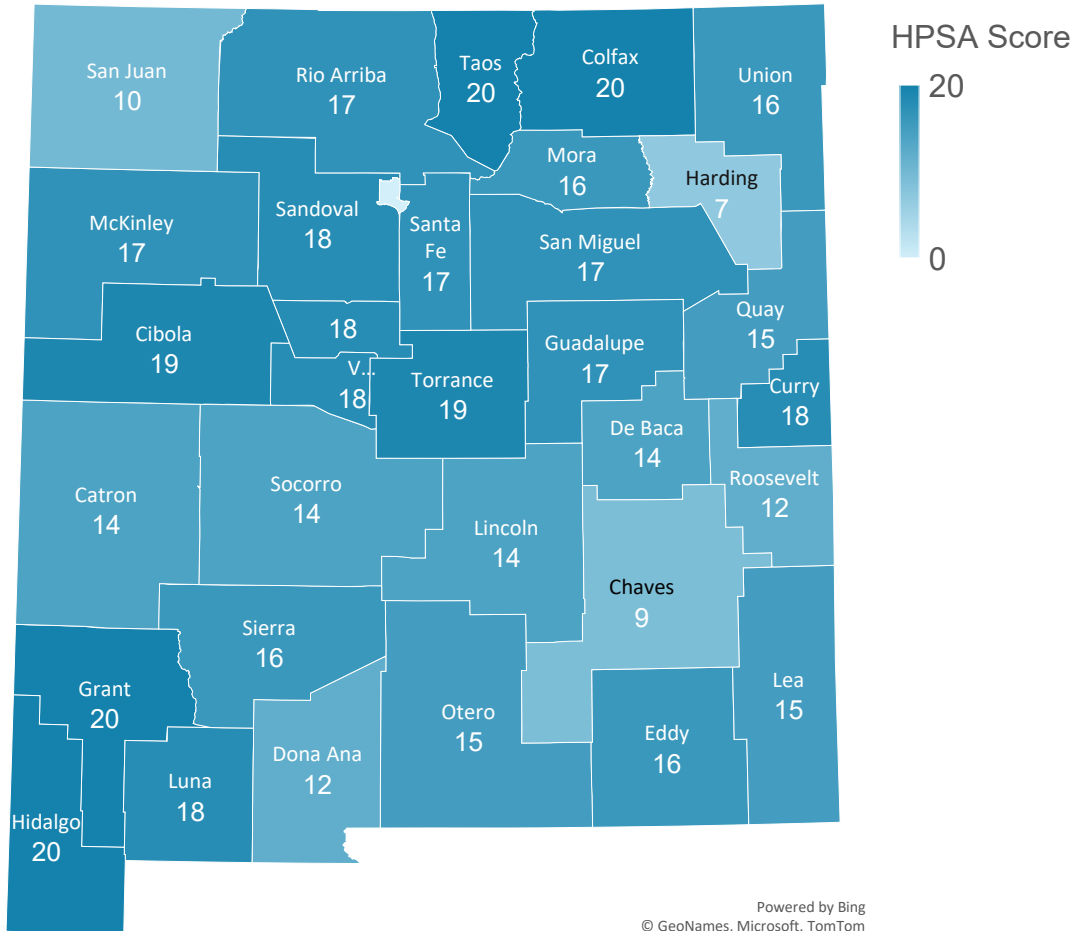 HPSA Score
20
0
San Juan
10
Rio Arriba
17
Taos
20
Colfax
20
Union
16
Mora
16
Harding
7
McKinley
17
Sandoval
18
Santa
Fe
17
San Miguel
17
Quay
15
Cibola
19
18
V...
18
Torrance
19
Guadalupe
17
Curry
18
De Baca
14
Roosevelt
12
Catron
14
Socorro
14
Lincoln
14
Chaves
9
Sierra
16
Grant
20
Otero
15
Lea
15
Eddy
16
Dona Ana
12
Luna
18
Hidalgo
20
Powered by Bing
© GeoNames, Microsoft, TomTom